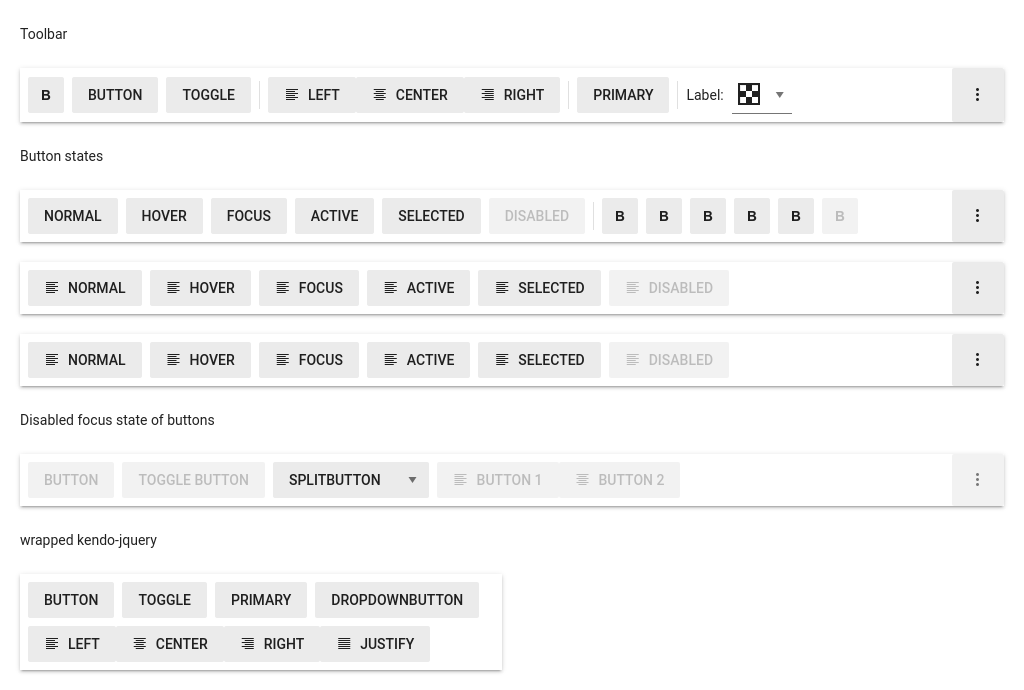 Toolbar
B BUTTON TOGGLE LEFT CENTER RIGHT PRIMARY Label:
Button states
NORMAL HOVER FOCUS ACTIVE SELECTED DISABLED B B B B B B
NORMAL HOVER FOCUS ACTIVE SELECTED DISABLED
NORMAL HOVER FOCUS ACTIVE SELECTED DISABLED
Disabled focus state of buttons
BUTTON TOGGLE BUTTON SPLITBUTTON BUTTON 1 BUTTON 2
wrapped kendo-jquery
BUTTON TOGGLE PRIMARY DROPDOWNBUTTON
LEFT CENTER RIGHT JUSTIFY